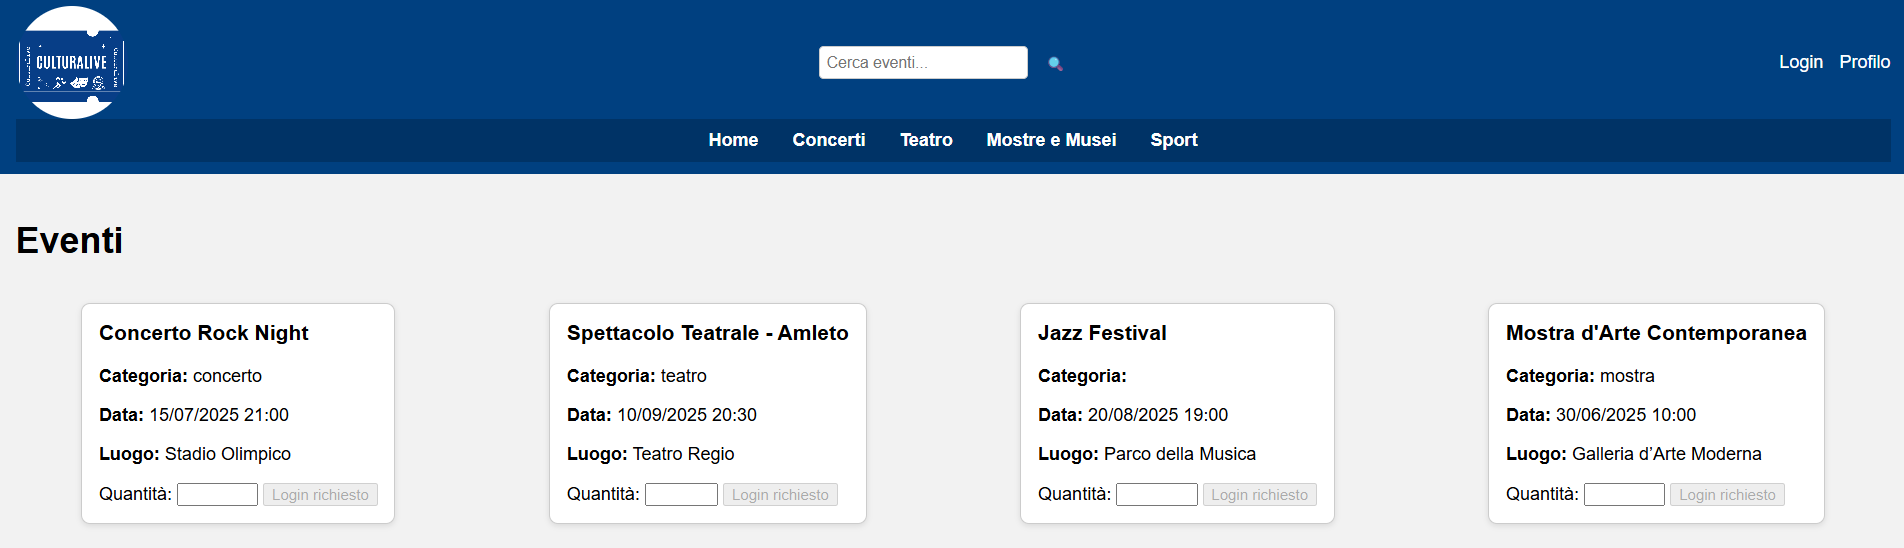 CULTURALIVE
Cerca eventi...
Login Profilo
Home Concerti Teatro Mostre e Musei Sport
Eventi
Concerto Rock Night
Categoria: concerto
Data: 15/07/2025 21:00
Luogo: Stadio Olimpico
Quantità: Login richiesto
Spettacolo Teatrale - Amleto
Categoria: teatro
Data: 10/09/2025 20:30
Luogo: Teatro Regio
Quantità: Login richiesto
Jazz Festival
Categoria:
Data: 20/08/2025 19:00
Luogo: Parco della Musica
Quantità: Login richiesto
Mostra d'Arte Contemporanea
Categoria: mostra
Data: 30/06/2025 10:00
Luogo: Galleria d’Arte Moderna
Quantità: Login richiesto